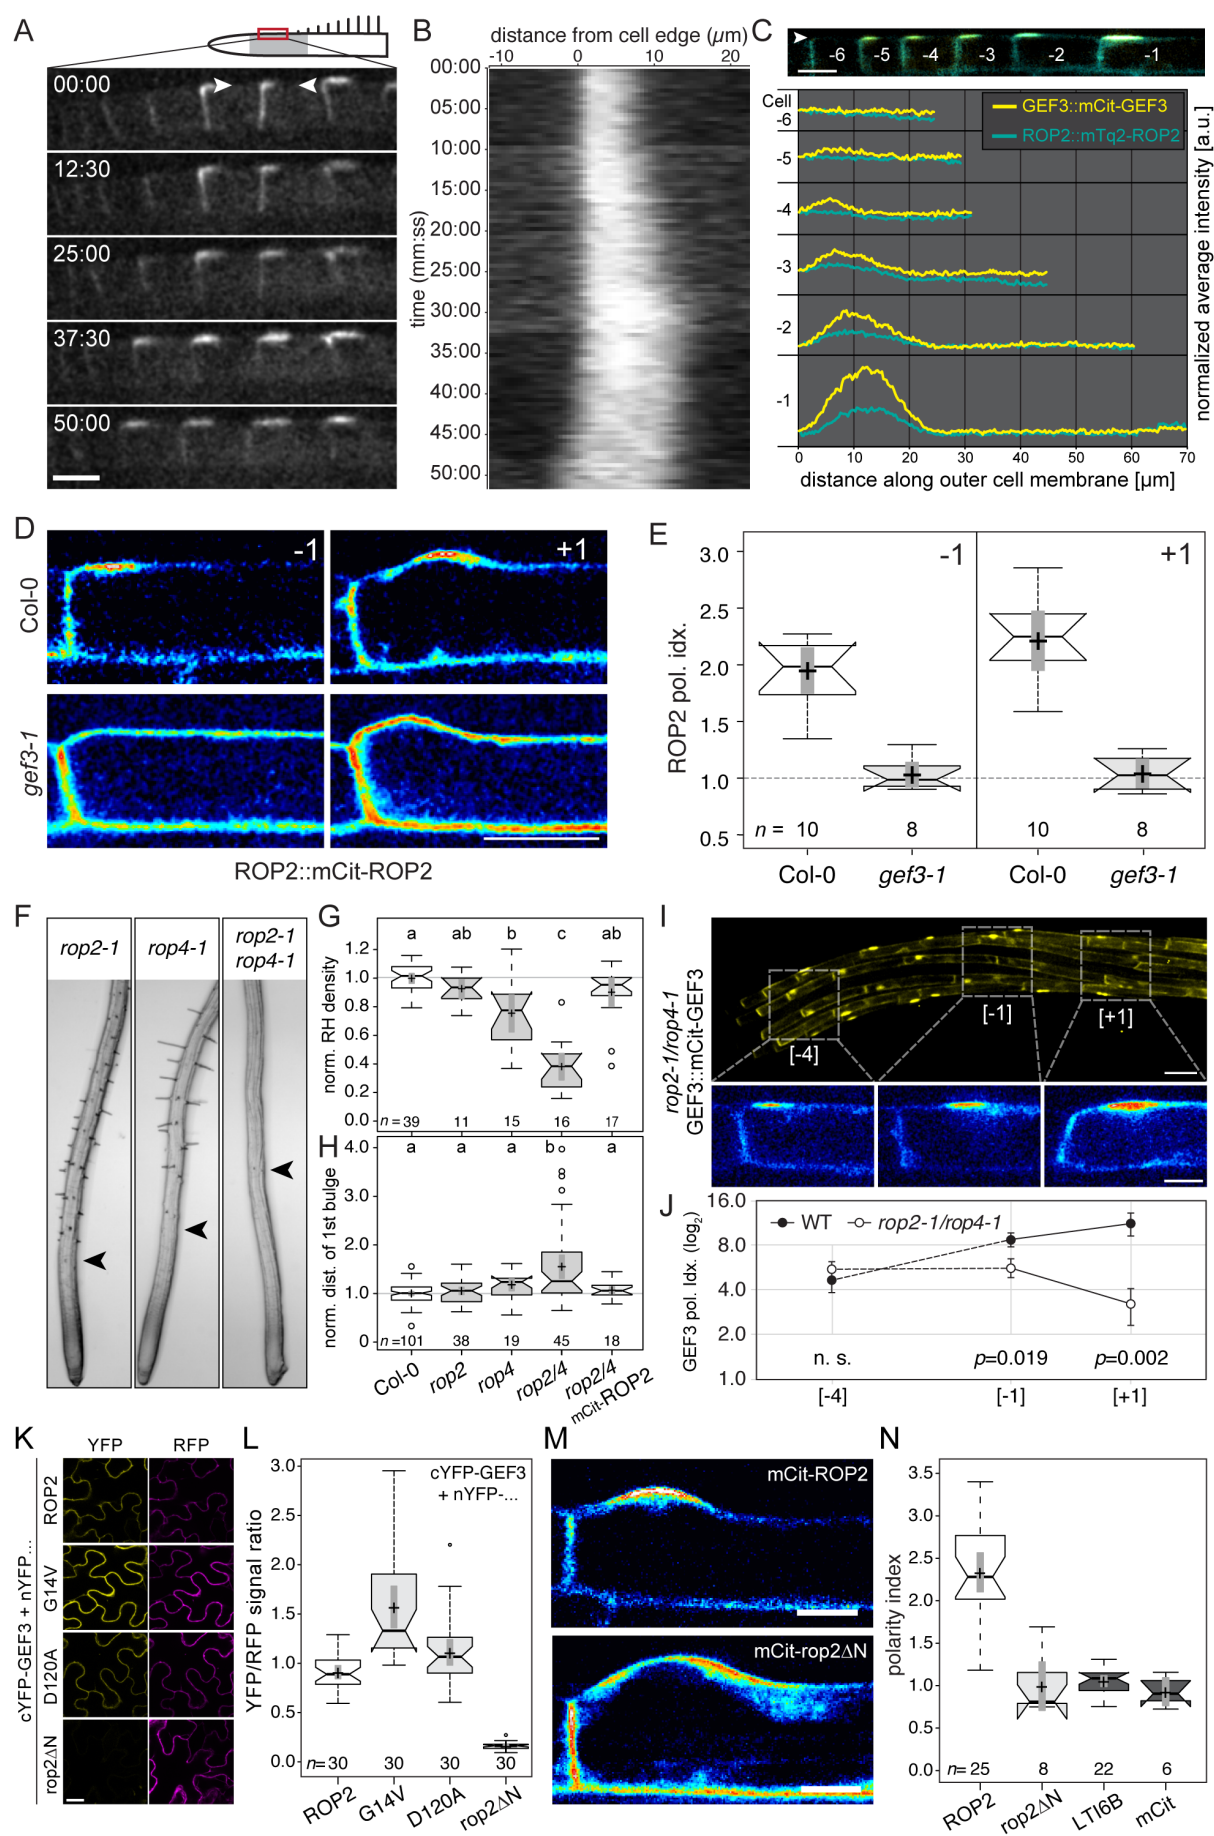 A
00:00
12:30
25:00
37:30
50:00
B
distance from cell edge (µm)
-10 0 10 20
time (mm:ss)
00:00
05:00
10:00
15:00
20:00
25:00
30:00
35:00
40:00
45:00
50:00
C
-6 -5 -4 -3 -2 -1
Cell
-6
-5
-4
-3
-2
-1
GEF3::mCit-GEF3
ROP2::mTq2-ROP2
normalized average intensity [a.u.]
0 10 20 30 40 50 60 70
distance along outer cell membrane [µm]
D
-1 +1
Col-0
gef3-1
ROP2::mCit-ROP2
E
-1 +1
ROP2 pol. idx.
3.0
2.5
2.0
1.5
1.0
0.5
n = 10 8 10 8
Col-0 gef3-1 Col-0 gef3-1
F
rop2-1 rop4-1 rop2-1
rop4-1
G
a ab b c ab
norm. RH density
1.2
1.0
0.8
0.6
0.4
0.2
0.0
n = 39 11 15 16 17
H
a a a b a
norm. dist. of 1st bulge
4.0
3.0
2.0
1.0
0
n =101 38 19 45 18
Col-0 rop2 rop4 rop2/4 rop2/4
mCit-ROP2
I
rop2-1/rop4-1
GEF3::mCit-GEF3
[-4] [-1] [+1]
J
GEF3 pol. Idx. (log2)
16.0
8.0
4.0
2.0
1.0
WT rop2-1/rop4-1
n. s. p=0.019 p=0.002
[-4] [-1] [+1]
K
YFP RFP
cYFP-GEF3 + nYFP...
ROP2
G14V
D120A
rop2ΔN
L
YFP/RFP signal ratio
cYFP-GEF3
+ nYFP-...
3.0
2.5
2.0
1.5
1.0
0.5
0.0
n= 30 30 30 30
ROP2 G14V D120A rop2ΔN
M
mCit-ROP2
mCit-rop2ΔN
N
polarity index
3.5
3.0
2.5
2.0
1.5
1.0
0.5
0.0
n= 25 8 22 6
ROP2 rop2ΔN LTI6B mCit